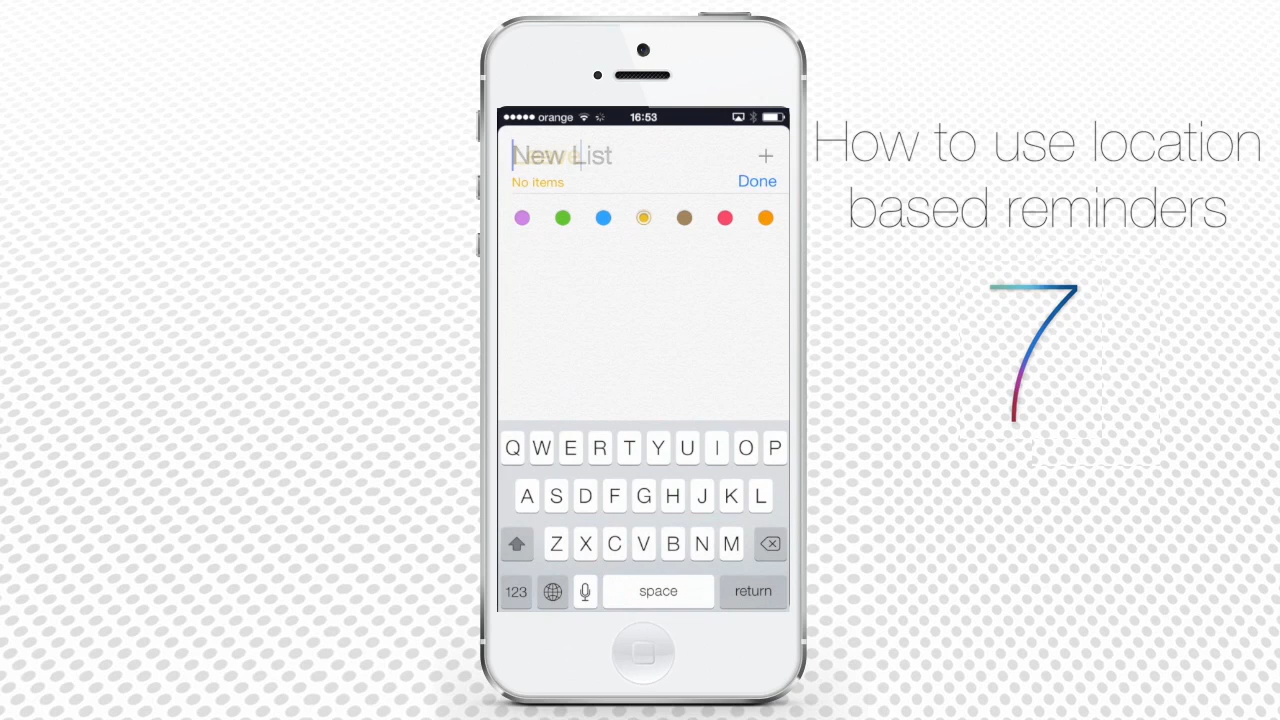 orange 16:53
New List
No items
Done
Q W E R T Y U I O P
A S D F G H J K L
Z X C V B N M
123 space return
How to use location
based reminders
7